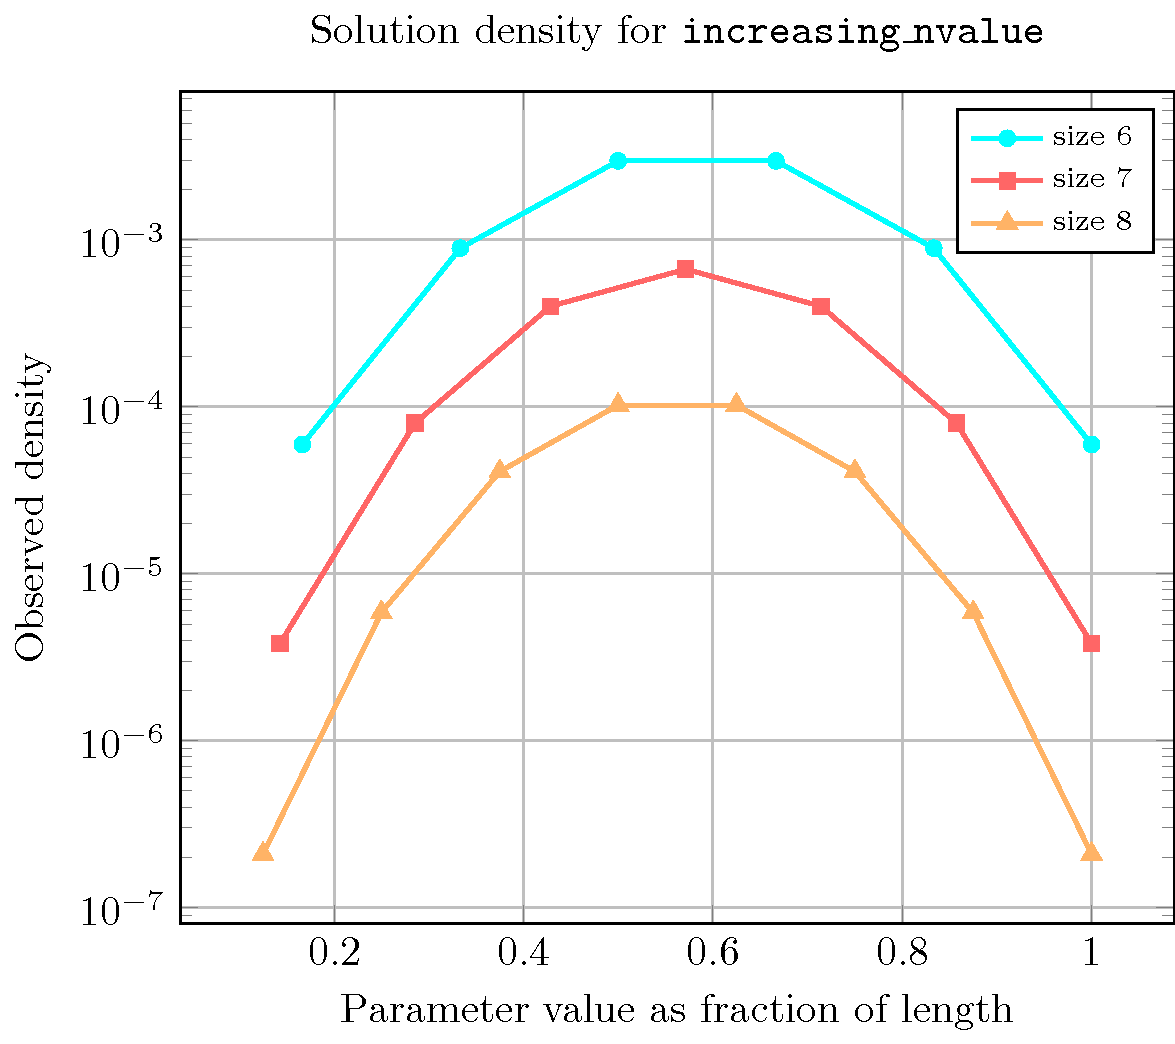 Solution density for increasing_nvalue
size 6
size 7
size 8
10⁻³
10⁻⁴
10⁻⁵
10⁻⁶
10⁻⁷
Observed density
0.2 0.4 0.6 0.8 1
Parameter value as fraction of length